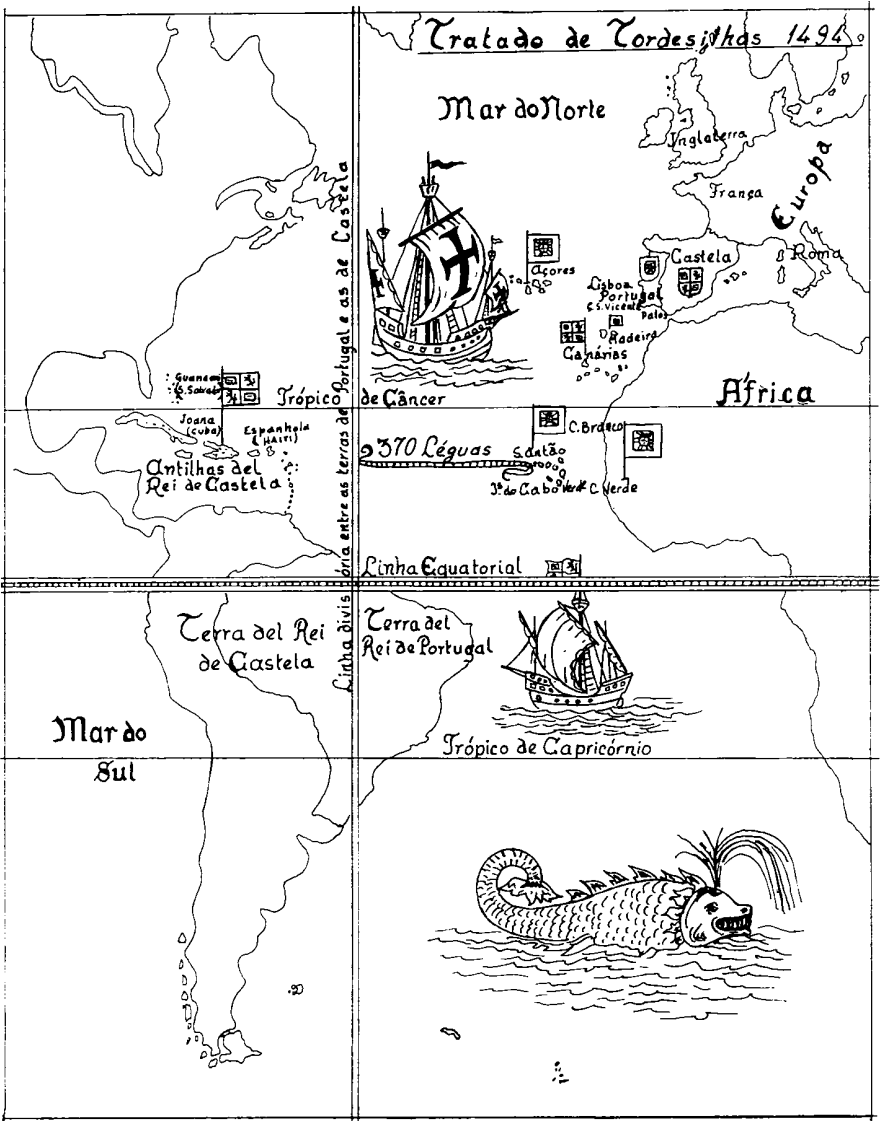 Tratado de Tordesilhas 1494
Mar do Norte
Inglaterra
França
Europa
Castela
Roma
Açores
Lisboa
Portugal
C.S. Vicente
Palos
Madeira
Canárias
África
Guanaani
(S. Salvador)
Trópico de Câncer
Joana
(Cuba)
Espanhola
(HAITI)
Antilhas del
Rei de Castela
370 Léguas
C. Branco
S. Antão
Iª. do Cabo Verde
C. Verde
Linha Equatorial
Linha divisória entre as terras de Portugal e as de Castela
Terra del Rei
de Castela
Terra del
Rei de Portugal
Mar do
Sul
Trópico de Capricórnio